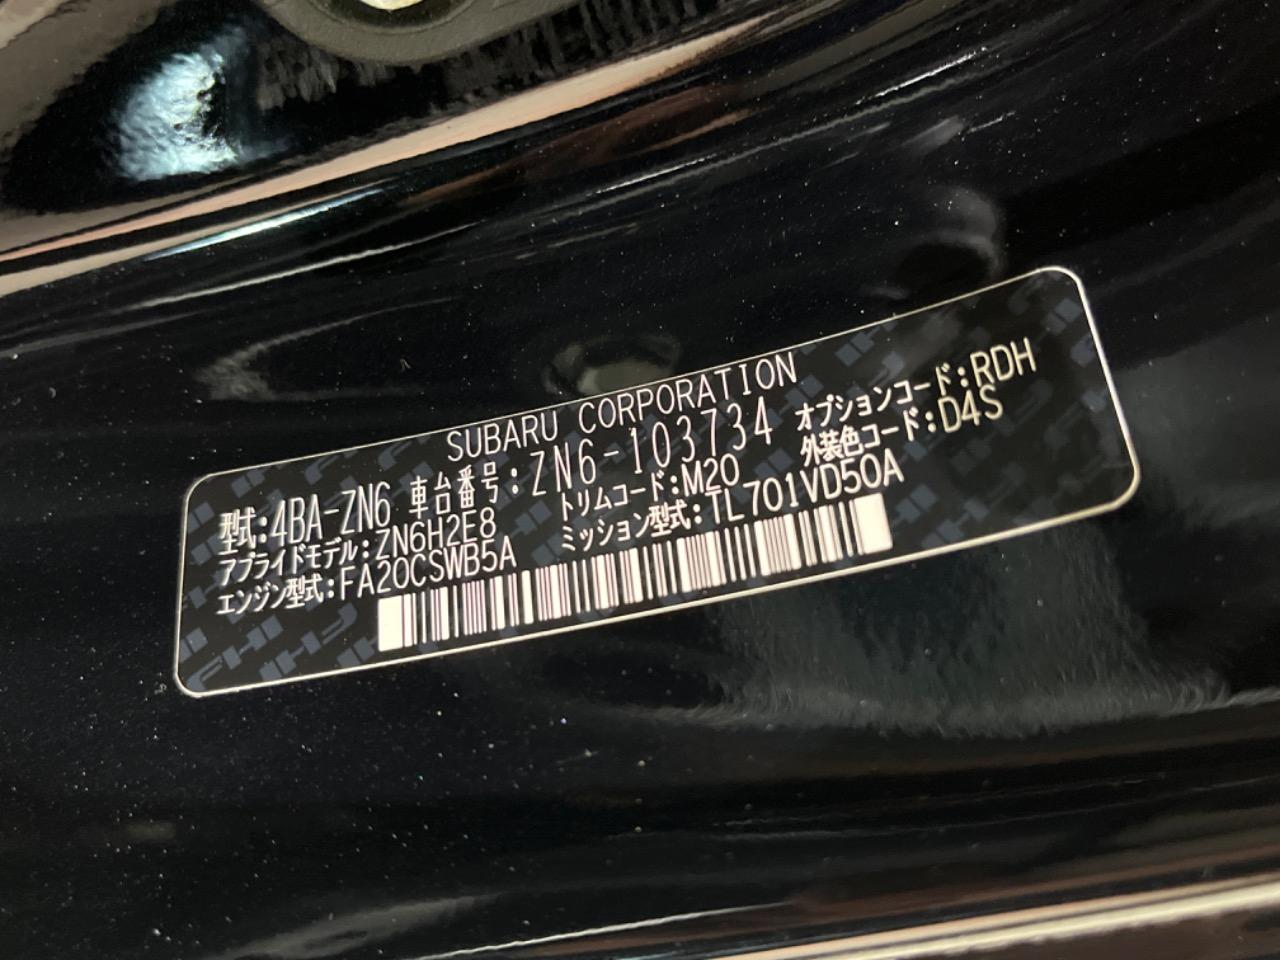 SUBARU CORPORATION
型式:4BA-ZN6 車台番号:ZN6-103734 オプションコード:RDH
アプライドモデル:ZN6H2E8 トリムコード:M20 外装色コード:D4S
エンジン型式:FA20CSWB5A ミッション型式:TL701VD50A